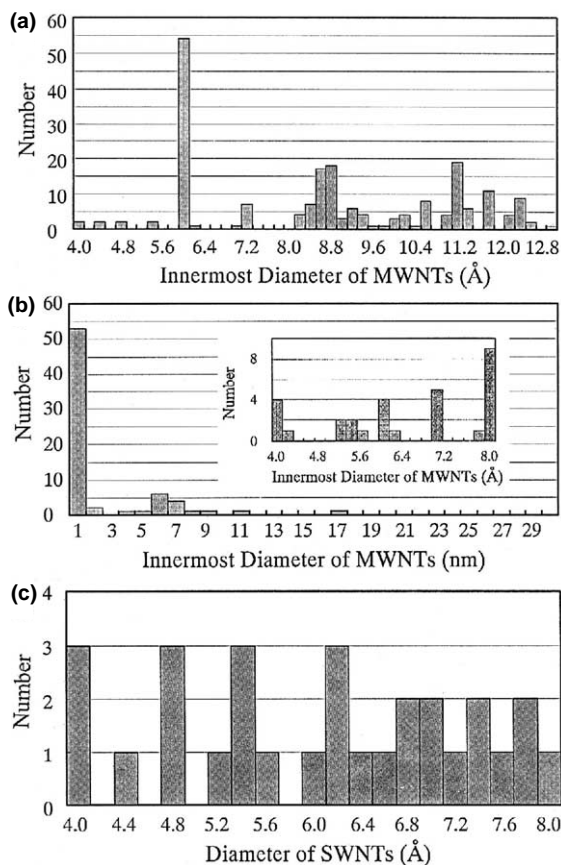 (a)
60
50
40
30
20
10
0
Number
4.0 4.8 5.6 6.4 7.2 8.0 8.8 9.6 10.4 11.2 12.0 12.8
Innermost Diameter of MWNTs (Å)
(b)
60
50
40
30
20
10
0
Number
1 3 5 7 9 11 13 15 17 19 21 23 25 27 29
Innermost Diameter of MWNTs (nm)
8
4
0
Number
4.0 4.8 5.6 6.4 7.2 8.0
Innermost Diameter of MWNTs (Å)
(c)
4
3
2
1
0
Number
4.0 4.4 4.8 5.2 5.6 6.0 6.4 6.8 7.2 7.6 8.0
Diameter of SWNTs (Å)